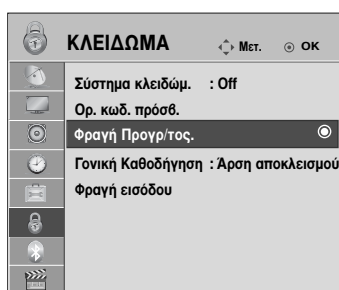 ΚΛΕΙΔΩΜΑ Μετ. OK
Σύστημα κλειδώμ. : Off
Ορ. κωδ. πρόσβ.
Φραγή Προγρ/τος.
Γονική Καθοδήγηση : Άρση αποκλεισμού
Φραγή εισόδου